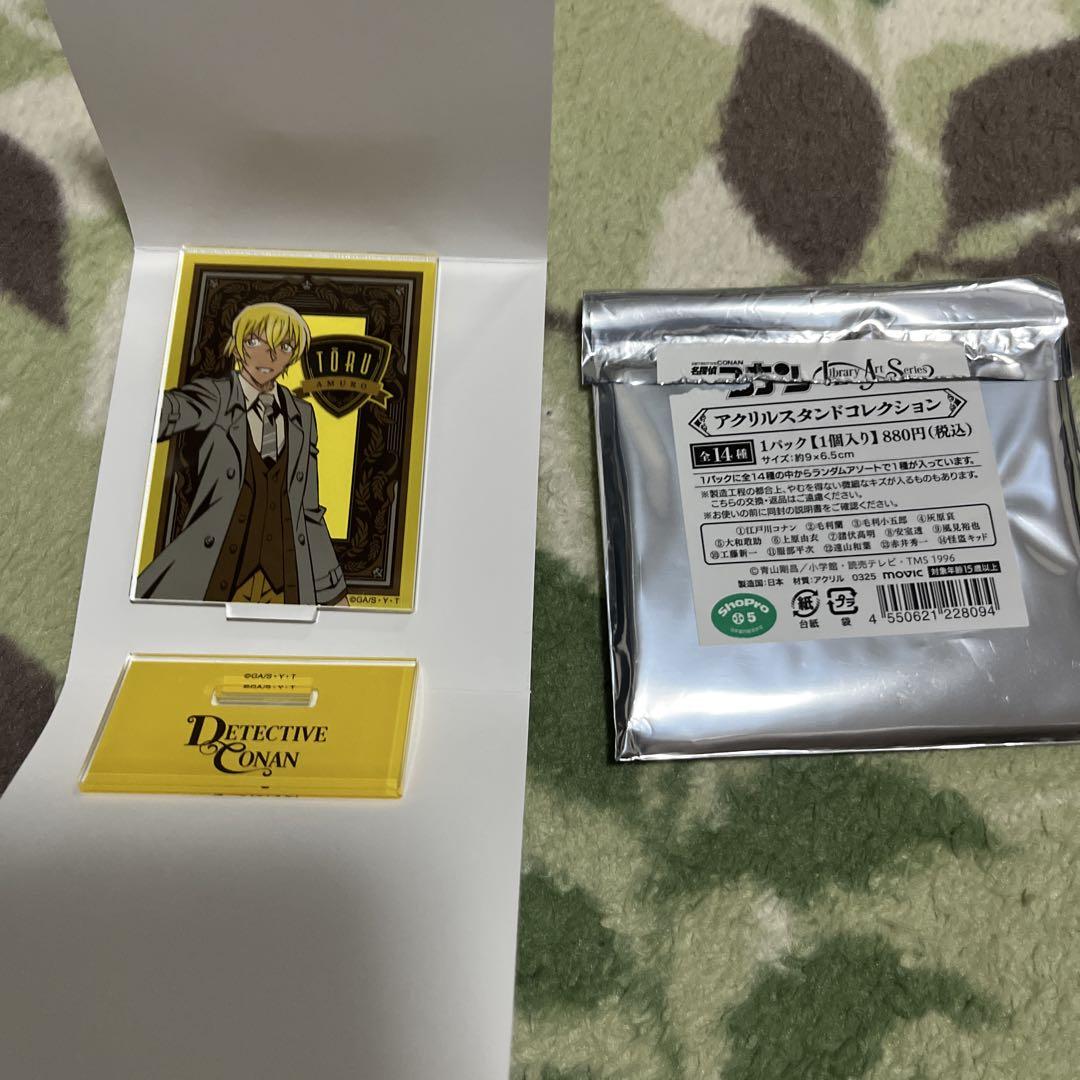 TŌRU
AMURO
©GA/S・Y・T
©GA/S・Y・T
DETECTIVE
CONAN
DETECTIVE CONAN
名探偵
コナン Library Art Series
アクリルスタンドコレクション
全14種
1パック【1個入り】880円(税込)
サイズ:約9×6.5cm
1パックに全14種の中からランダムアソートで1種が入っています。
※製造工程の都合上、やむを得ない微細なキズが入るものもあります。
こちらの交換・返品はご遠慮ください。
※お使いの前に同封の説明書をご確認ください。
①江戸川コナン ②毛利蘭 ③毛利小五郎 ④灰原哀
⑤大和敢助 ⑥上原由衣 ⑦諸伏高明 ⑧安室透 ⑨風見裕也
⑩工藤新一 ⑪服部平次 ⑫遠山和葉 ⑬赤井秀一 ⑭怪盗キッド
©青山剛昌/小学館・読売テレビ・TMS 1996
製造国:日本 材質:アクリル 0325 movic 対象年齢15歳以上
ShoPro
小5
紙
台紙
プラ
袋
4 550621 228094